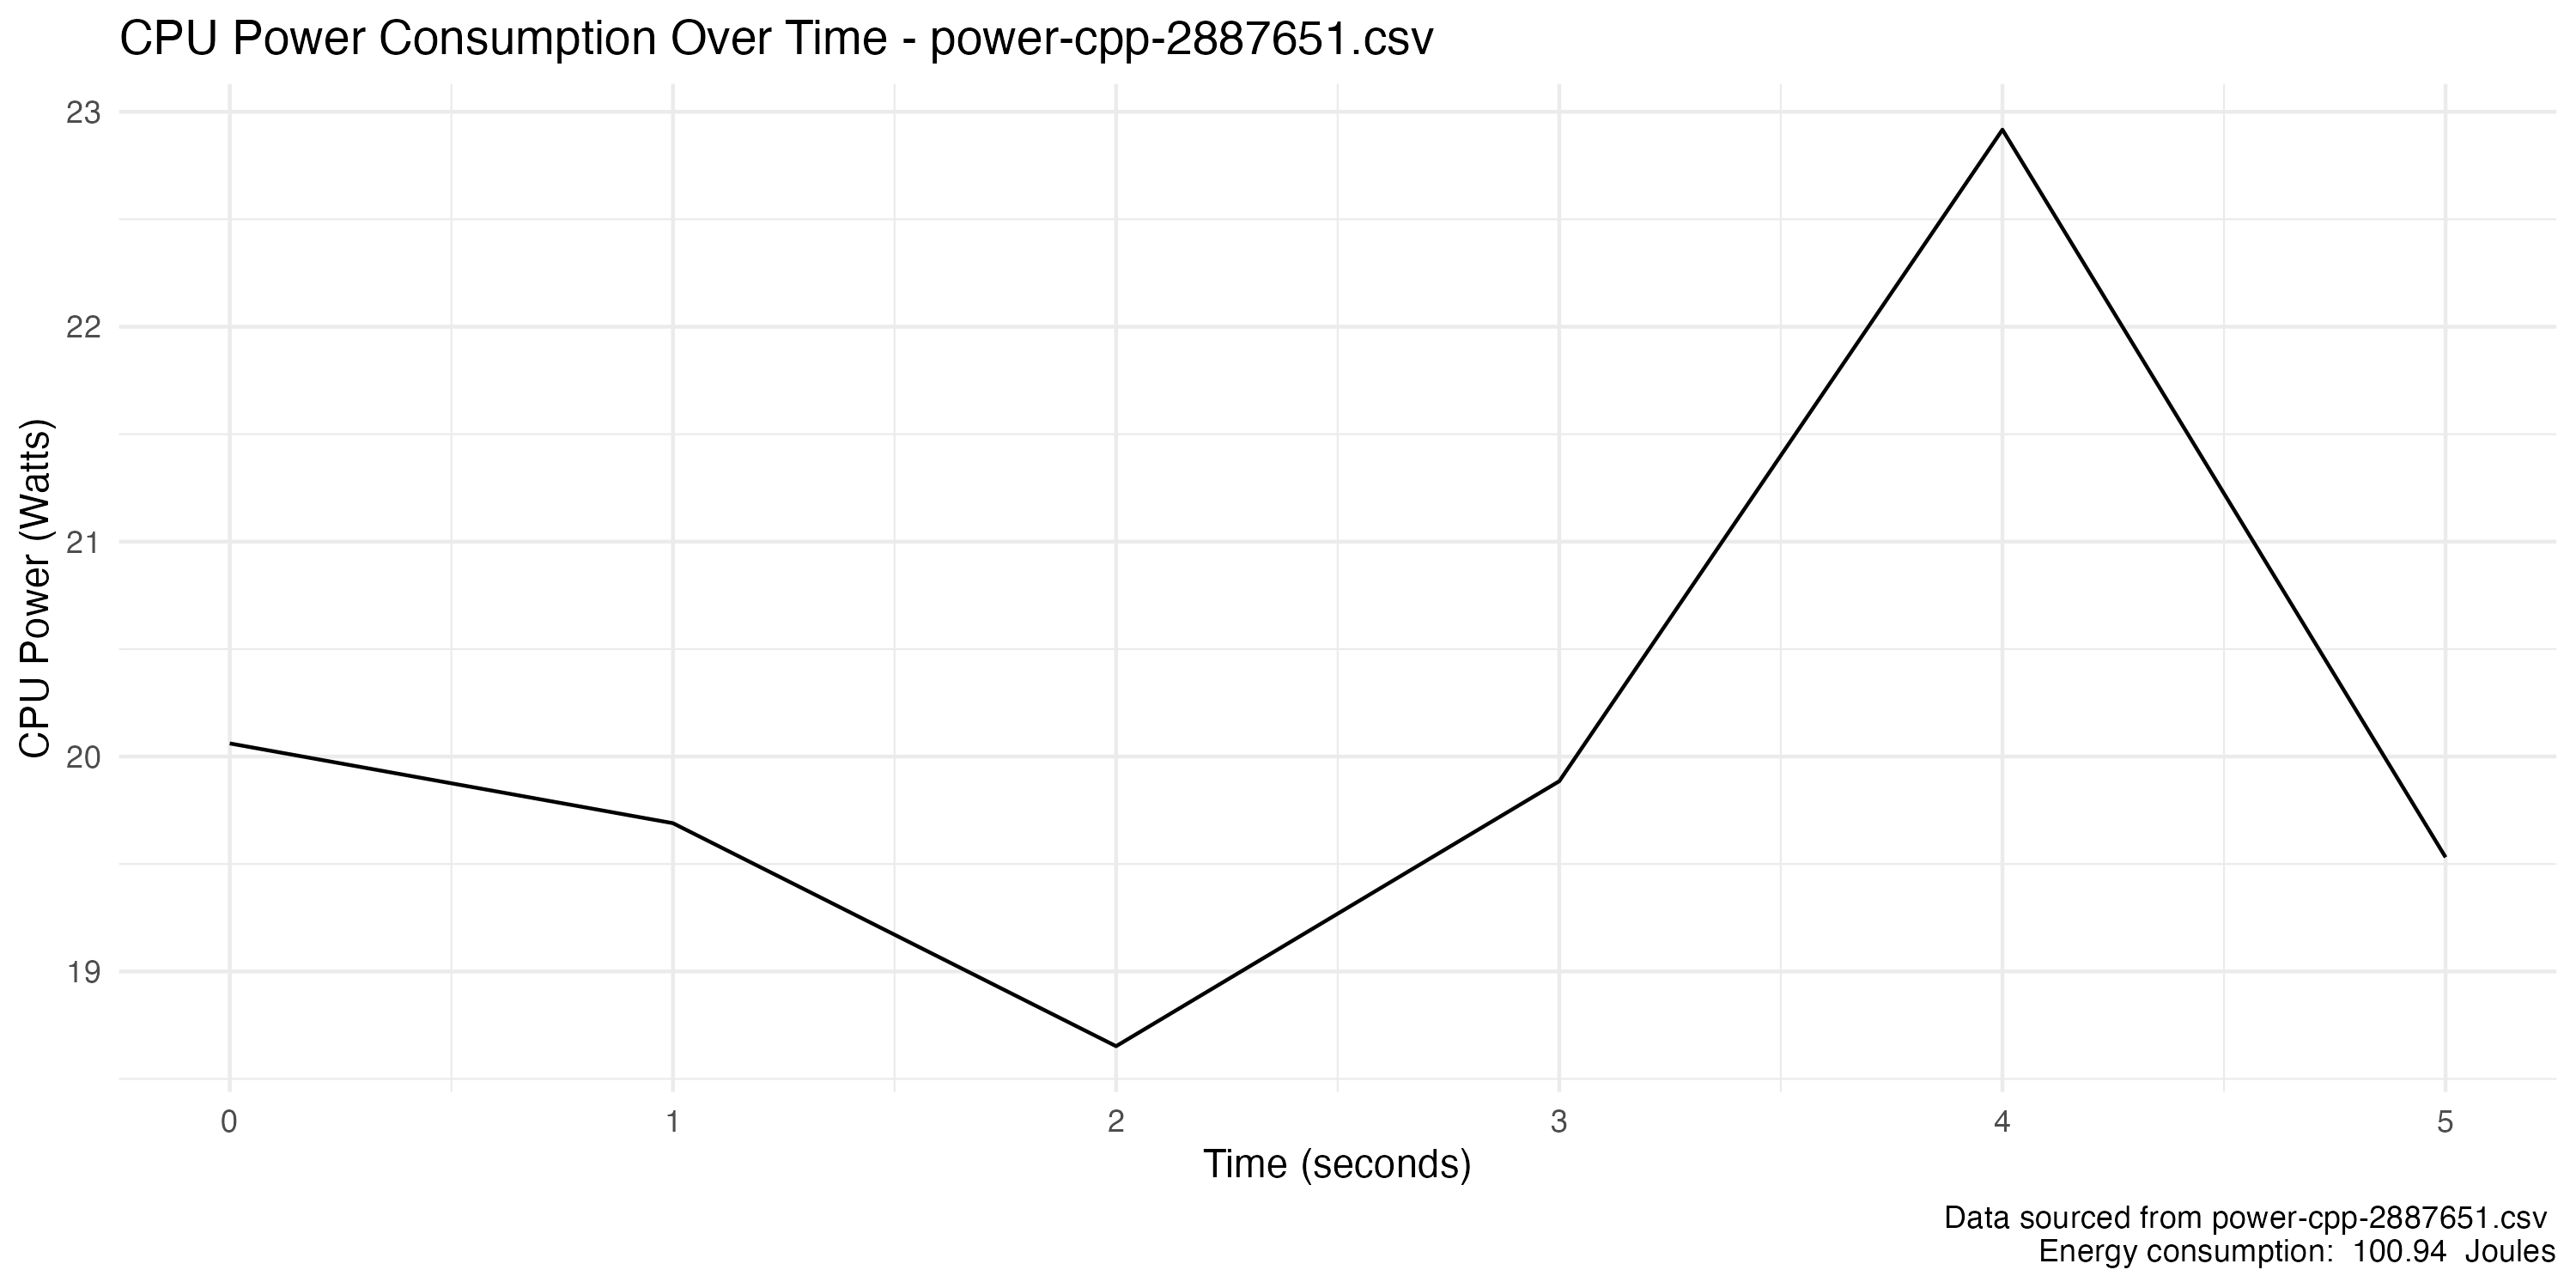 CPU Power Consumption Over Time - power-cpp-2887651.csv
23
22
21
20
19
CPU Power (Watts)
0 1 2 3 4 5
Time (seconds)
Data sourced from power-cpp-2887651.csv
Energy consumption:  100.94  Joules